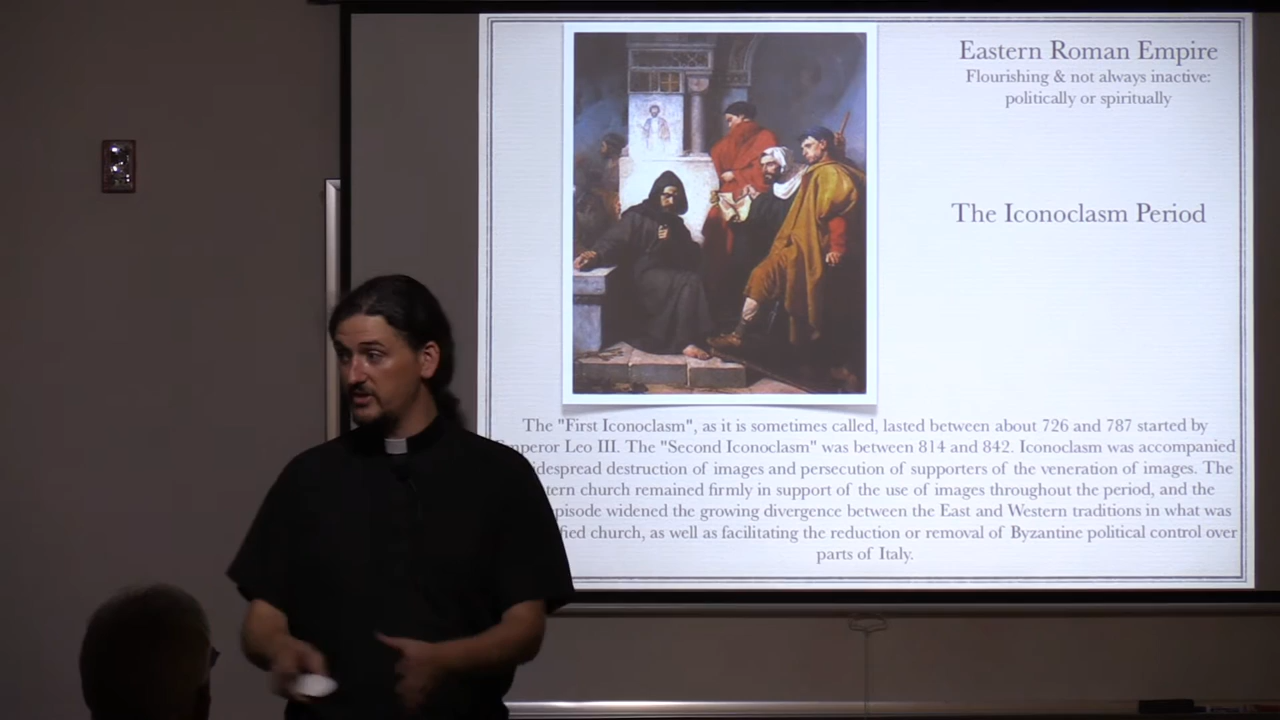 Eastern Roman Empire
Flourishing & not always inactive:
politically or spiritually
The Iconoclasm Period
The "First Iconoclasm", as it is sometimes called, lasted between about 726 and 787 started by
Leo III. The "Second Iconoclasm" was between 814 and 842. Iconoclasm was accompanied
destruction of images and persecution of supporters of the veneration of images. The
church remained firmly in support of the use of images throughout the period, and the
widened the growing divergence between the East and Western traditions in what was
church, as well as facilitating the reduction or removal of Byzantine political control over
parts of Italy.